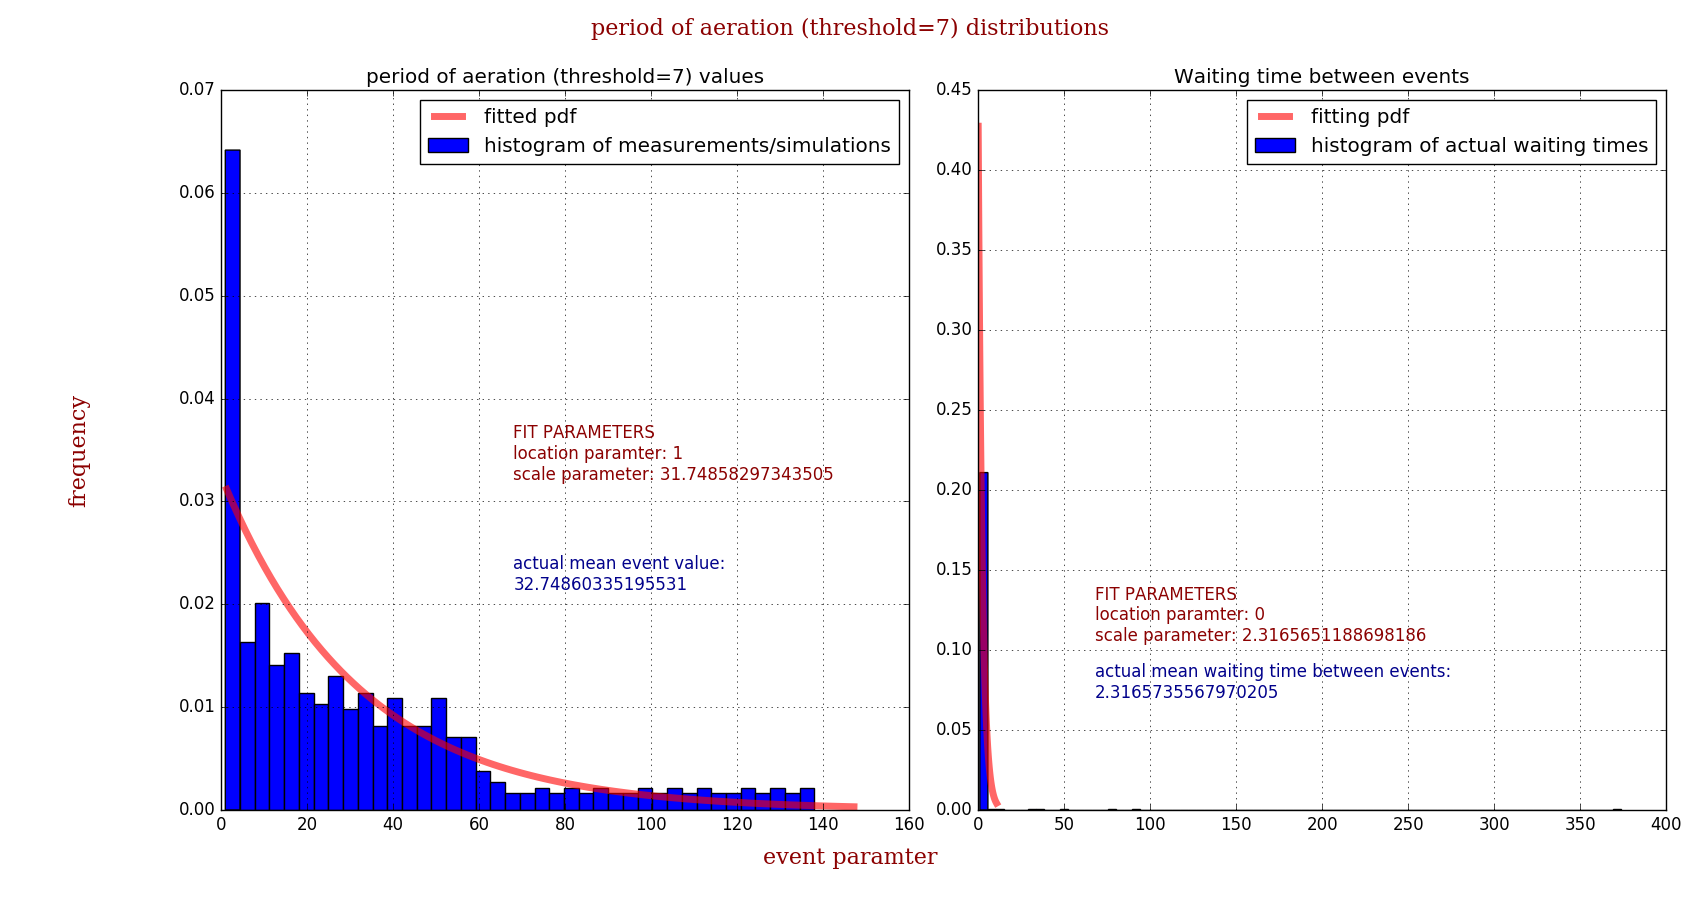 period of aeration (threshold=7) distributions
period of aeration (threshold=7) values
0.07
0.06
0.05
0.04
0.03
0.02
0.01
0.00
fitted pdf
histogram of measurements/simulations
FIT PARAMETERS
location paramter: 1
scale parameter: 31.74858297343505
actual mean event value:
32.74860335195531
0 20 40 60 80 100 120 140 160
frequency
Waiting time between events
0.45
0.40
0.35
0.30
0.25
0.20
0.15
0.10
0.05
0.00
fitting pdf
histogram of actual waiting times
FIT PARAMETERS
location paramter: 0
scale parameter: 2.3165651188698186
actual mean waiting time between events:
2.3165735567970205
0 50 100 150 200 250 300 350 400
event paramter